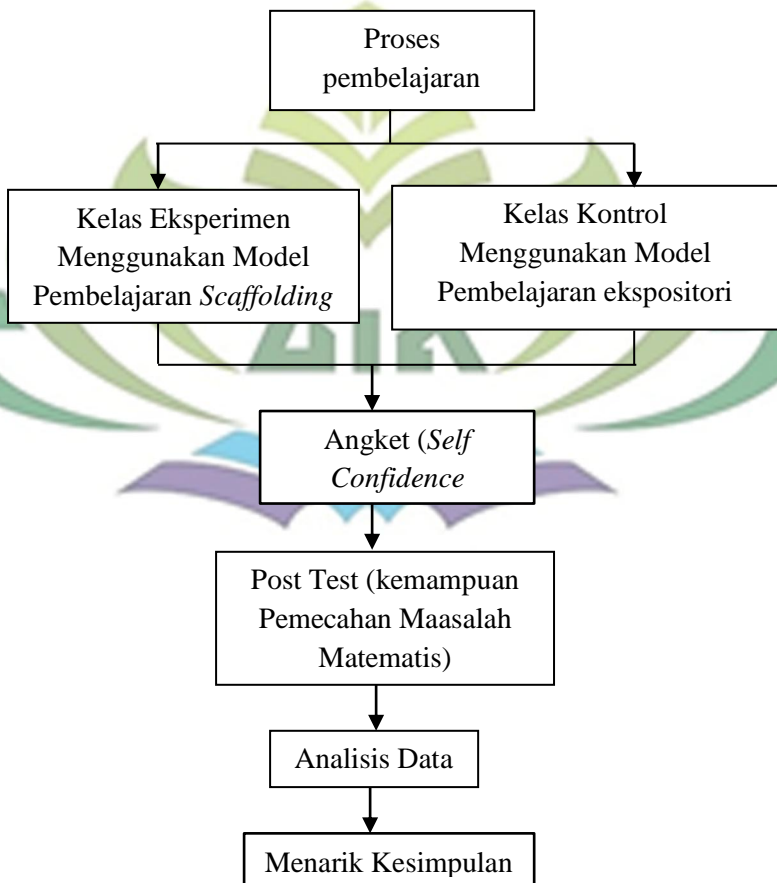 Proses
pembelajaran
Kelas Eksperimen
Menggunakan Model
Pembelajaran Scaffolding
Kelas Kontrol
Menggunakan Model
Pembelajaran ekspositori
Angket (Self
Confidence
Post Test (kemampuan
Pemecahan Maasalah
Matematis)
Analisis Data
Menarik Kesimpulan